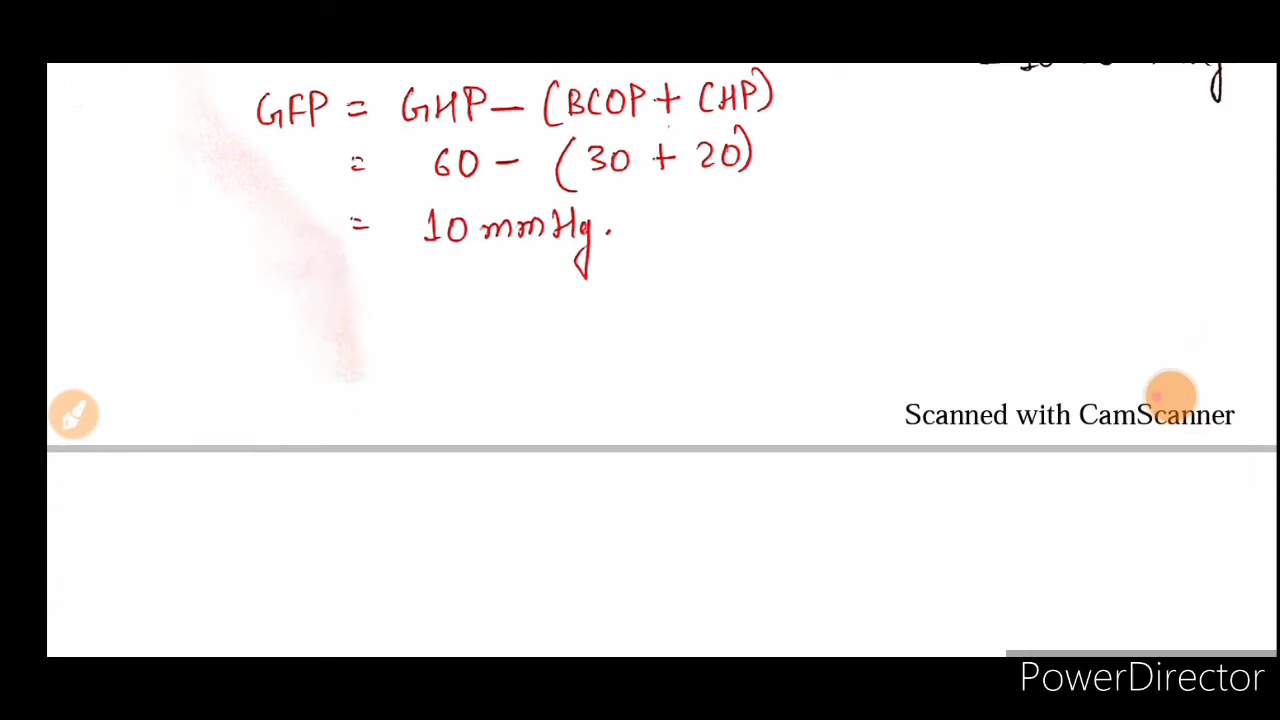 GFP = GHP - (BCOP + CHP)
= 60 - (30 + 20)
= 10 mmHg.
Scanned with CamScanner
PowerDirector